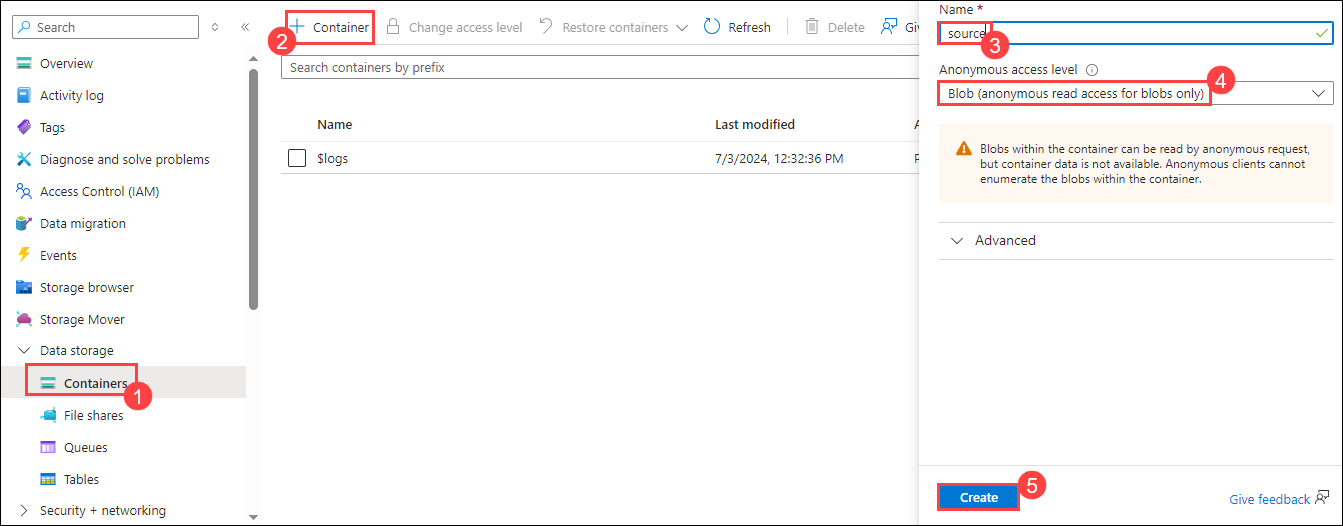 Search
Overview
Activity log
Tags
Diagnose and solve problems
Access Control (IAM)
Data migration
Events
Storage browser
Storage Mover
Data storage
Containers
1
File shares
Queues
Tables
Security + networking
2
Container
Change access level
Restore containers
Refresh
Delete
Search containers by prefix
Name
Last modified
$logs
7/3/2024, 12:32:36 PM
Name *
source
3
Anonymous access level
4
Blob (anonymous read access for blobs only)
Blobs within the container can be read by anonymous request,
but container data is not available. Anonymous clients cannot
enumerate the blobs within the container.
Advanced
Create
5
Give feedback